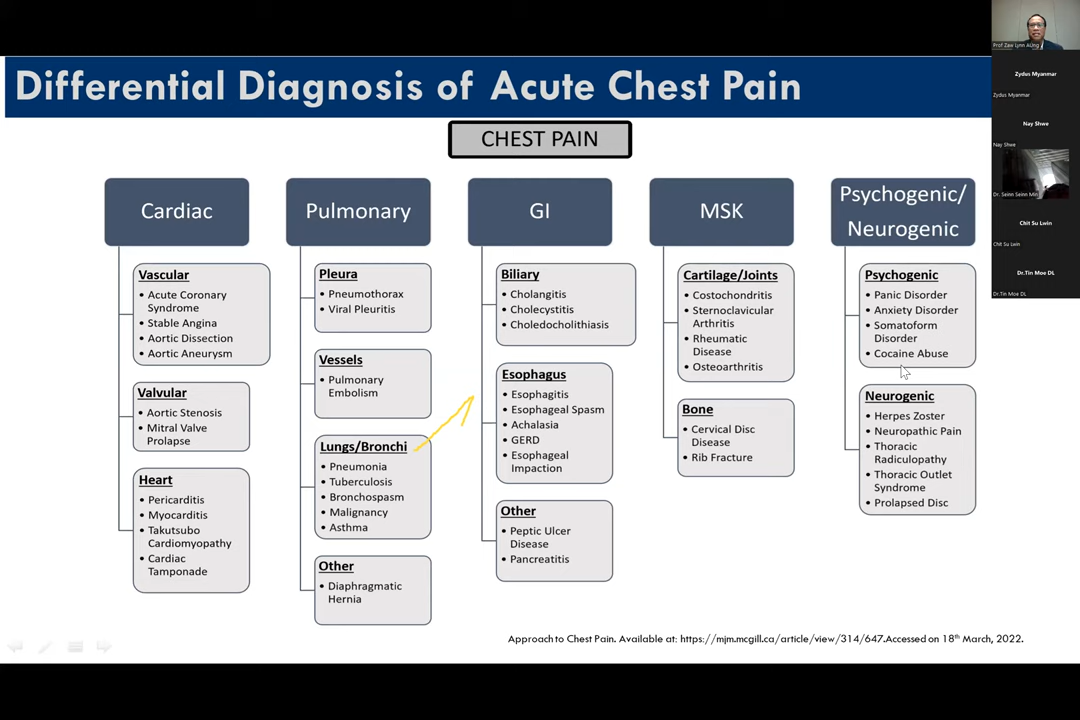 Differential Diagnosis of Acute Chest Pain
CHEST PAIN
Cardiac
Vascular
• Acute Coronary
Syndrome
• Stable Angina
• Aortic Dissection
• Aortic Aneurysm
Valvular
• Aortic Stenosis
• Mitral Valve
Prolapse
Heart
• Pericarditis
• Myocarditis
• Takutsubo
Cardiomyopathy
• Cardiac
Tamponade
Pulmonary
Pleura
• Pneumothorax
• Viral Pleuritis
Vessels
• Pulmonary
Embolism
Lungs/Bronchi
• Pneumonia
• Tuberculosis
• Bronchospasm
• Malignancy
• Asthma
Other
• Diaphragmatic
Hernia
GI
Biliary
• Cholangitis
• Cholecystitis
• Choledocholithiasis
Esophagus
• Esophagitis
• Esophageal Spasm
• Achalasia
• GERD
• Esophageal
Impaction
Other
• Peptic Ulcer
Disease
• Pancreatitis
MSK
Cartilage/Joints
• Costochondritis
• Sternoclavicular
Arthritis
• Rheumatic
Disease
• Osteoarthritis
Bone
• Cervical Disc
Disease
• Rib Fracture
Psychogenic/
Neurogenic
Psychogenic
• Panic Disorder
• Anxiety Disorder
• Somatoform
Disorder
• Cocaine Abuse
Neurogenic
• Herpes Zoster
• Neuropathic Pain
• Thoracic
Radiculopathy
• Thoracic Outlet
Syndrome
• Prolapsed Disc
Approach to Chest Pain. Available at: https://mjm.mcgill.ca/article/view/314/647.Accessed on 18th March, 2022.
Prof Zaw Lynn AUng
Zydus Myanmar
Zydus Myanmar
Nay Shwe
Nay Shwe
Dr. Seinn Seinn Min
Chit Su Lwin
Chit Su Lwin
Dr.Tin Moe DL
Dr.Tin Moe DL